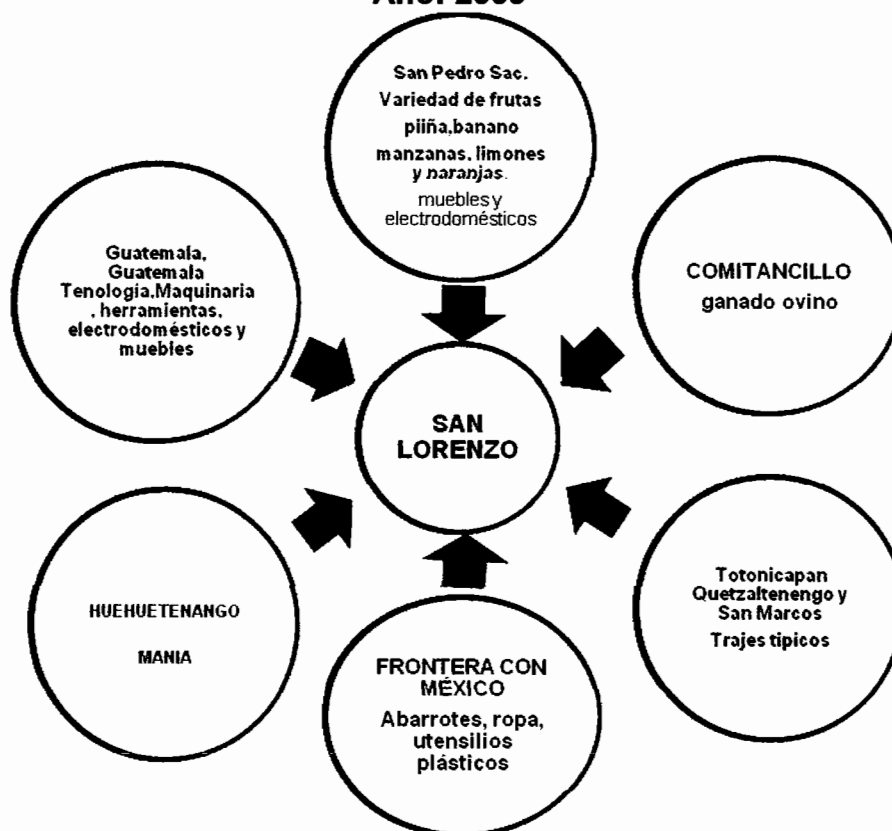 San Pedro Sac.
Variedad de frutas
piiña,banano
manzanas, limones
y naranjas.
muebles y
electrodomésticos
Guatemala,
Guatemala
Tenología,Maquinaria
, herramientas,
electrodomésticos y
muebles
COMITANCILLO
ganado ovino
SAN
LORENZO
HUEHUETENANGO
MANIA
FRONTERA CON
MÉXICO
Abarrotes, ropa,
utensilios
plásticos
Totonicapan
Quetzaltenengo y
San Marcos
Trajes tipicos